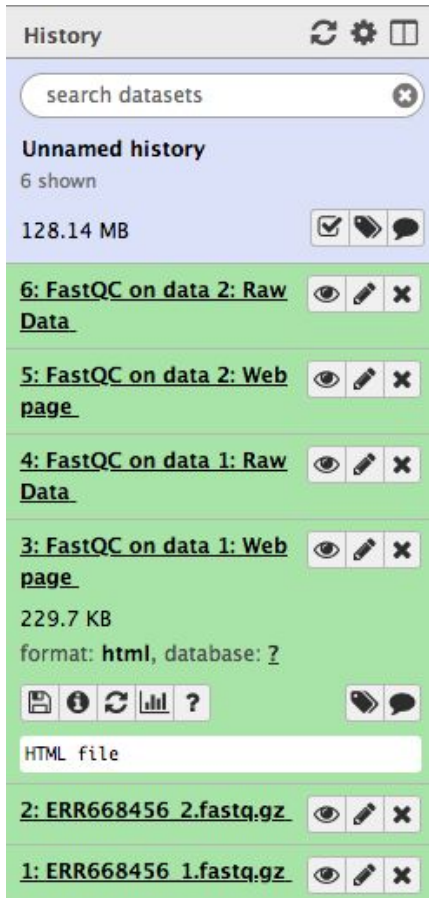 History
search datasets
Unnamed history
6 shown
128.14 MB
6: FastQC on data 2: Raw
Data
5: FastQC on data 2: Web
page
4: FastQC on data 1: Raw
Data
3: FastQC on data 1: Web
page
229.7 KB
format: html, database: ?
?
HTML file
2: ERR668456_2.fastq.gz
1: ERR668456_1.fastq.gz